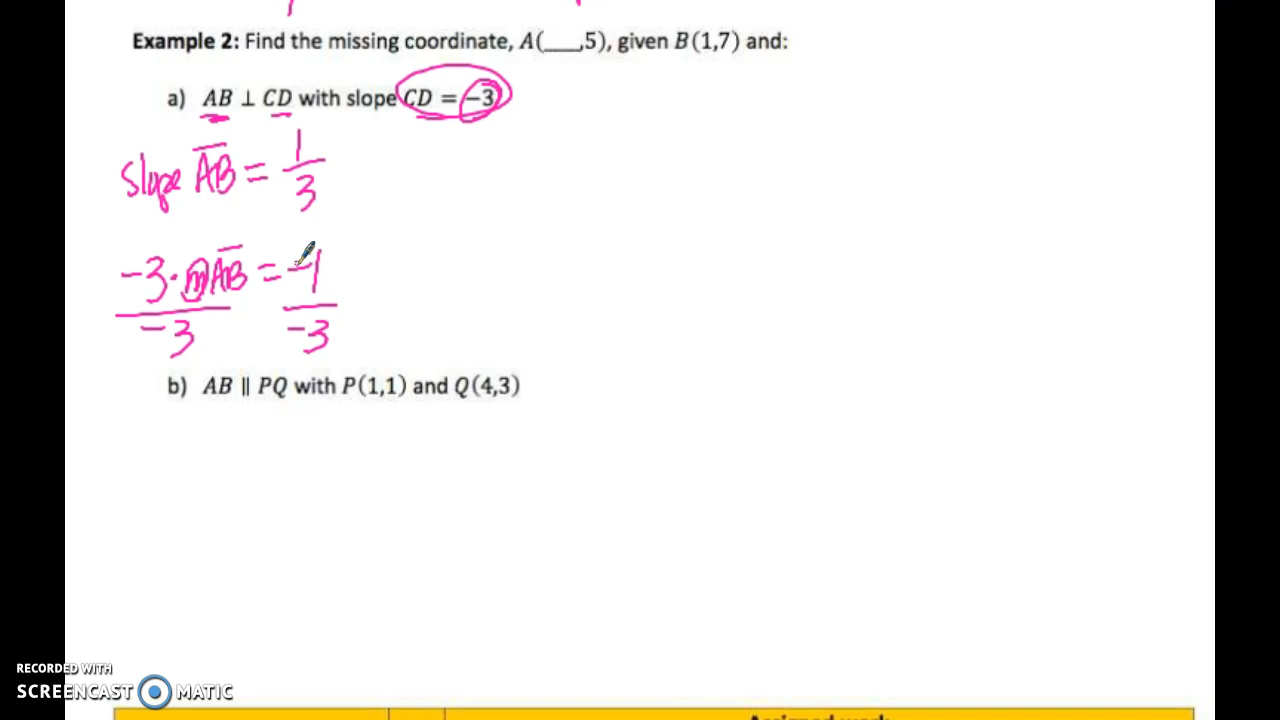 Example 2: Find the missing coordinate, A(___,5), given B(1,7) and:
a) AB ⊥ CD with slope CD = −3
slope AB = 1/3
−3 · mAB = −1
−3 −3
b) AB ∥ PQ with P(1,1) and Q(4,3)
RECORDED WITH
SCREENCAST MATIC
Assigned work